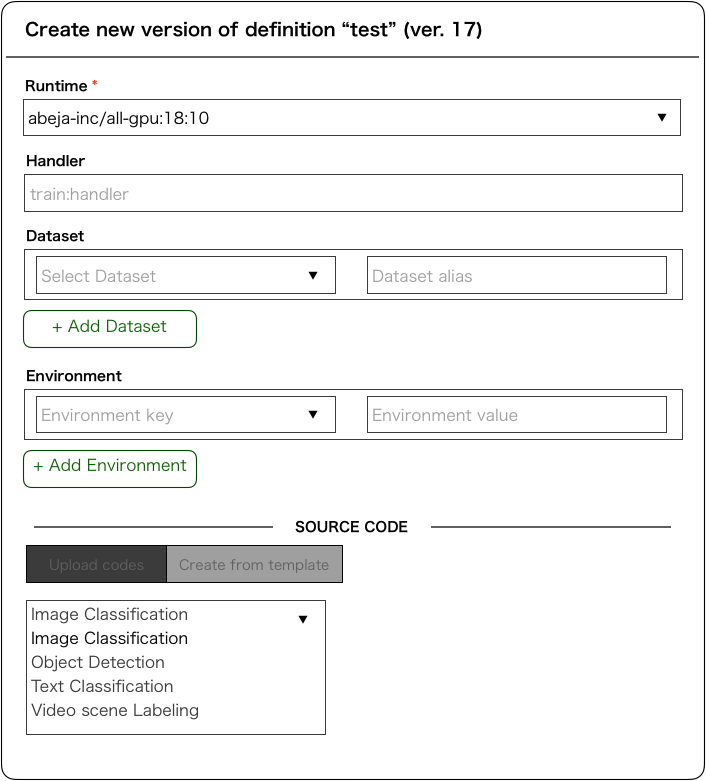 Create new version of definition “test” (ver. 17)
Runtime *
abeja-inc/all-gpu:18:10 ▼
Handler
train:handler
Dataset
Select Dataset ▼ Dataset alias
+ Add Dataset
Environment
Environment key ▼ Environment value
+ Add Environment
SOURCE CODE
Upload codes Create from template
Image Classification ▼
Image Classification
Object Detection
Text Classification
Video scene Labeling